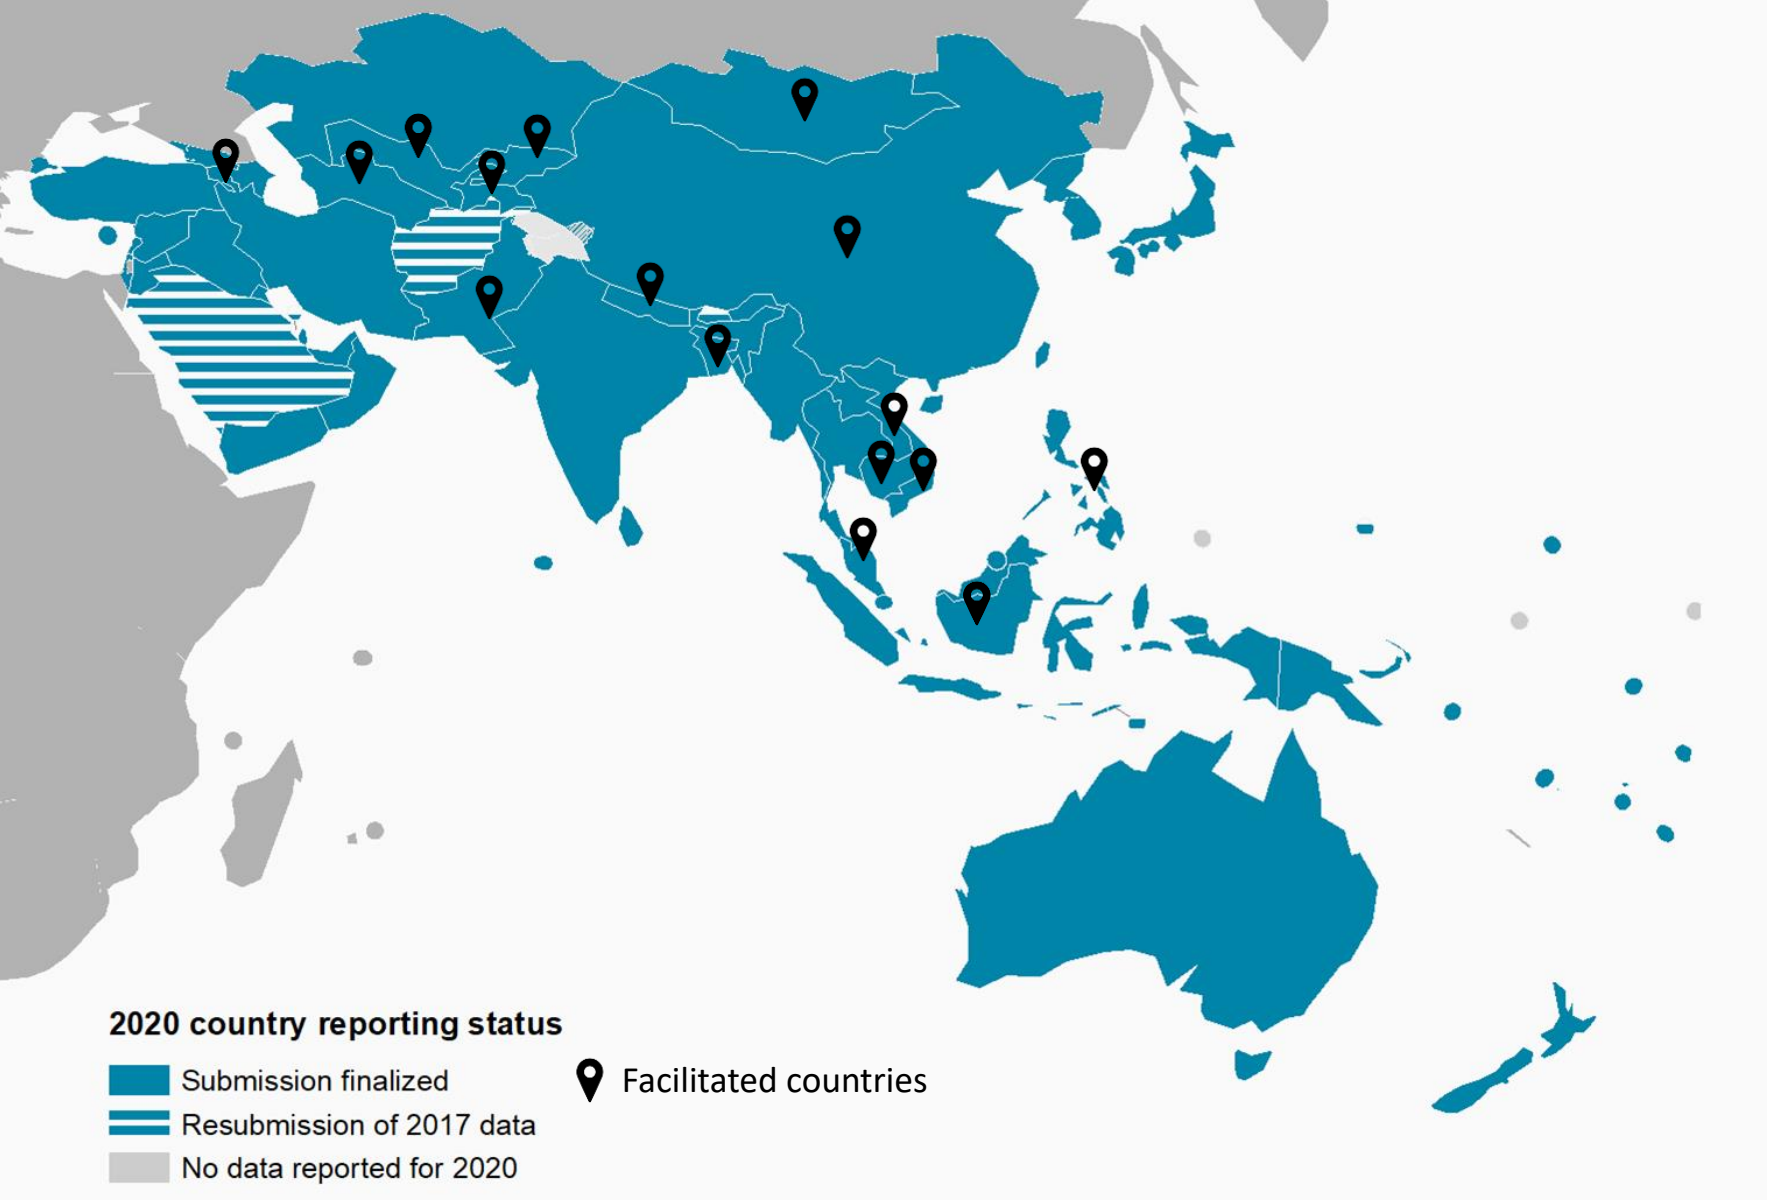 2020 country reporting status
Submission finalized
Resubmission of 2017 data
No data reported for 2020
Facilitated countries